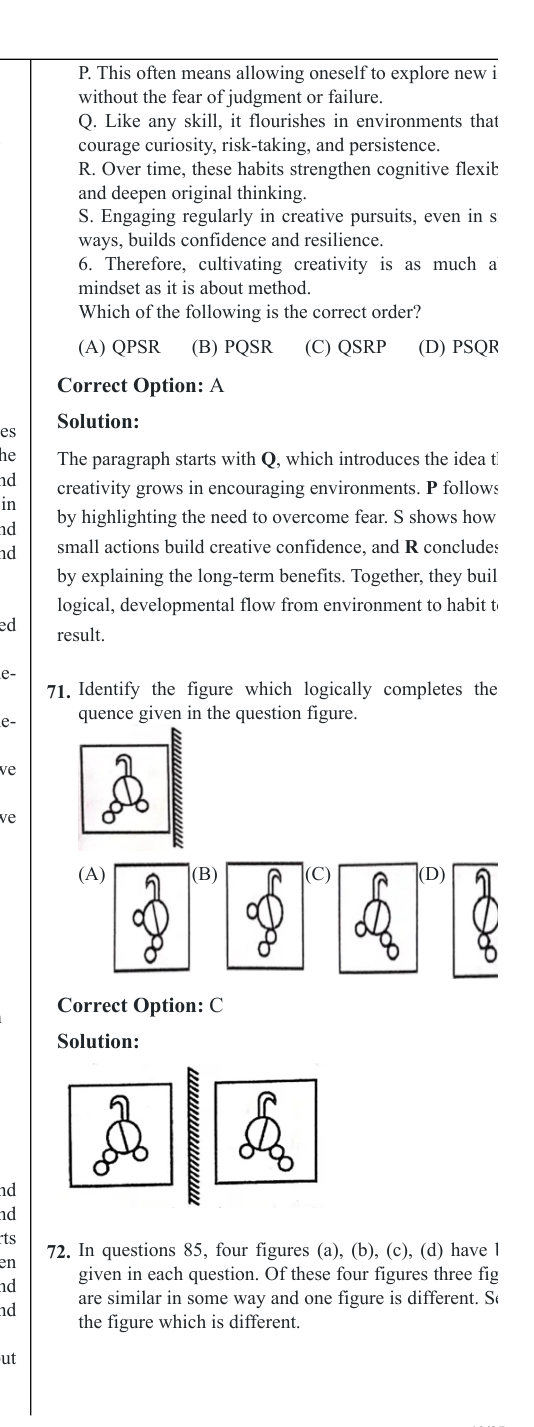 P. This often means allowing oneself to explore new
without the fear of judgment or failure.
Q. Like any skill, it flourishes in environments that
courage curiosity, risk-taking, and persistence.
R. Over time, these habits strengthen cognitive
and deepen original thinking.
S. Engaging regularly in creative pursuits, even in
ways, builds confidence and resilience.
6. Therefore, cultivating creativity is as much a
mindset as it is about method.
Which of the following is the correct order?
(A) QPSR (B) PQSR (C) QSRP (D) PSQR
Correct Option: A
Solution:
The paragraph starts with Q, which introduces the idea
creativity grows in encouraging environments. P follows
by highlighting the need to overcome fear. S shows how
small actions build creative confidence, and R concludes
by explaining the long-term benefits. Together, they
logical, developmental flow from environment to habit
result.
71. Identify the figure which logically completes the
quence given in the question figure.
(A) (B) (C) (D)
Correct Option: C
Solution:
72. In questions 85, four figures (a), (b), (c), (d) have
given in each question. Of these four figures three
are similar in some way and one figure is different.
the figure which is different.